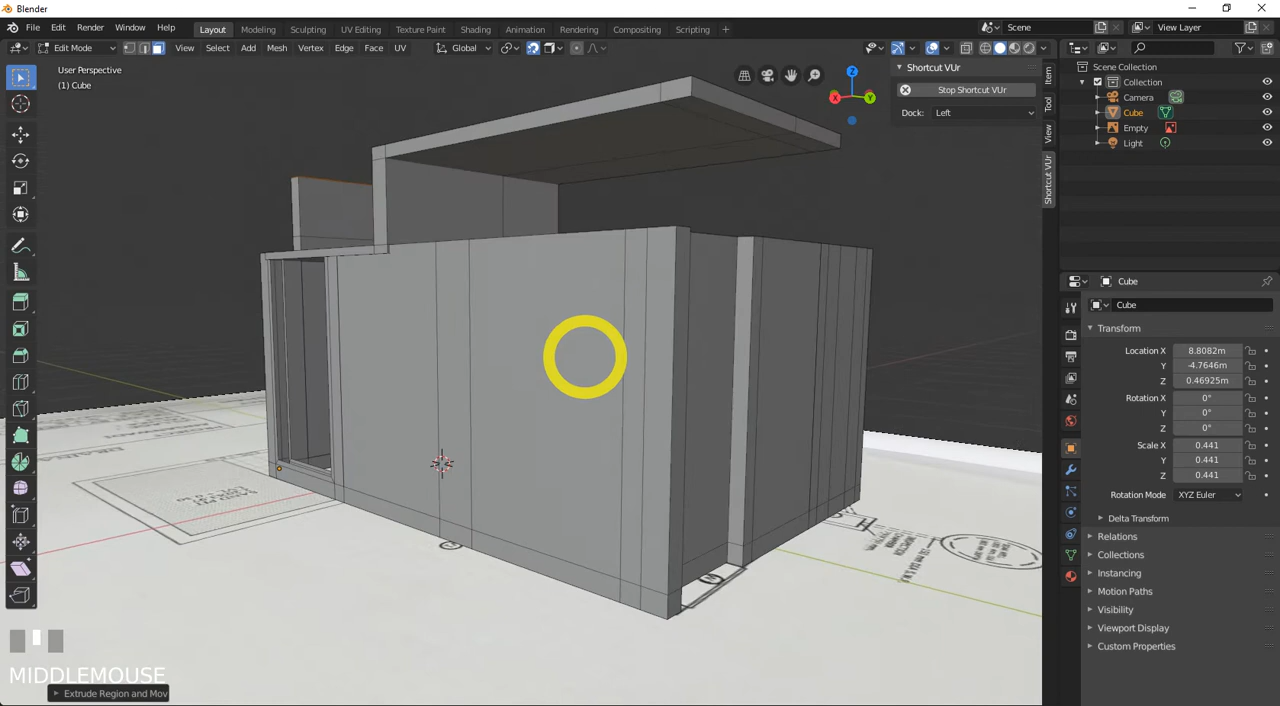 Blender
File Edit Render Window Help
Layout Modeling Sculpting UV Editing Texture Paint Shading Animation Rendering Compositing Scripting +
Scene
View Layer
Edit Mode View Select Add Mesh Vertex Edge Face UV
Global
User Perspective
(1) Cube
Z
X
Y
Shortcut VUr
Stop Shortcut VUr
Dock: Left
Item
Tool
View
Shortcut VUr
Scene Collection
Collection
Camera
Cube
Empty
Light
Cube
Cube
Transform
Location X 8.8082m
Y -4.7646m
Z 0.46925m
Rotation X 0°
Y 0°
Z 0°
Scale X 0.441
Y 0.441
Z 0.441
Rotation Mode XYZ Euler
Delta Transform
Relations
Collections
Instancing
Motion Paths
Visibility
Viewport Display
Custom Properties
MIDDLEMOUSE
Extrude Region and Mov